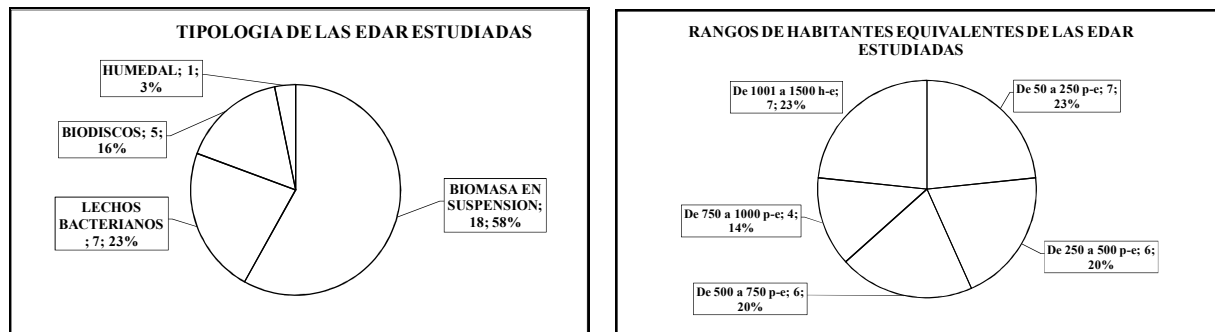 TIPOLOGIA DE LAS EDAR ESTUDIADAS
HUMEDAL; 1;
3%
BIODISCOS; 5;
16%
LECHOS
BACTERIANOS
; 7; 23%
BIOMASA EN
SUSPENSION;
18; 58%
RANGOS DE HABITANTES EQUIVALENTES DE LAS EDAR
ESTUDIADAS
De 1001 a 1500 h-e;
7; 23%
De 50 a 250 p-e; 7;
23%
De 750 a 1000 p-e; 4;
14%
De 250 a 500 p-e; 6;
20%
De 500 a 750 p-e; 6;
20%